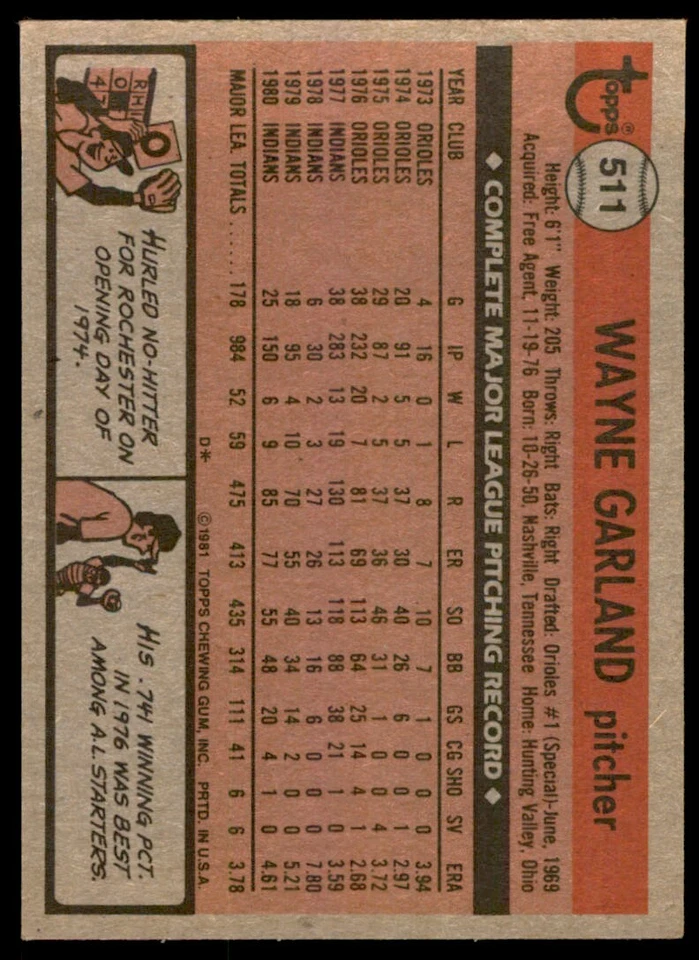 Topps®
511
WAYNE GARLAND pitcher
Height: 6'1" Weight: 205 Throws: Right Bats: Right Drafted: Orioles #1 (Special)-June, 1969
Acquired: Free Agent, 11-19-76 Born: 10-26-50, Nashville, Tennessee Home: Hunting Valley, Ohio
◆ COMPLETE MAJOR LEAGUE PITCHING RECORD ◆
YEAR CLUB G IP W L R ER SO BB GS CG SHO SV ERA
1973 ORIOLES 4 16 0 1 8 7 10 7 1 0 0 0 3.94
1974 ORIOLES 20 91 5 5 37 30 40 26 6 0 0 1 2.97
1975 ORIOLES 29 87 2 5 37 36 46 31 1 0 0 4 3.72
1976 ORIOLES 38 232 20 7 81 69 113 64 25 14 4 1 2.68
1977 INDIANS 38 283 13 19 130 113 118 88 38 21 1 0 3.59
1978 INDIANS 6 30 2 3 27 26 13 16 6 0 0 0 7.80
1979 INDIANS 18 95 4 10 70 55 40 34 14 2 0 0 5.21
1980 INDIANS 25 150 6 9 85 77 55 48 20 4 1 0 4.61
MAJOR LEA. TOTALS...... 178 984 52 59 475 413 435 314 111 41 6 6 3.78
D* ©1981 TOPPS CHEWING GUM, INC. PRTD. IN U.S.A.
RH
0
47
0
HURLED NO-HITTER
FOR ROCHESTER ON
OPENING DAY OF
1974.
HIS .741 WINNING PCT.
IN 1976 WAS BEST
AMONG A.L. STARTERS.